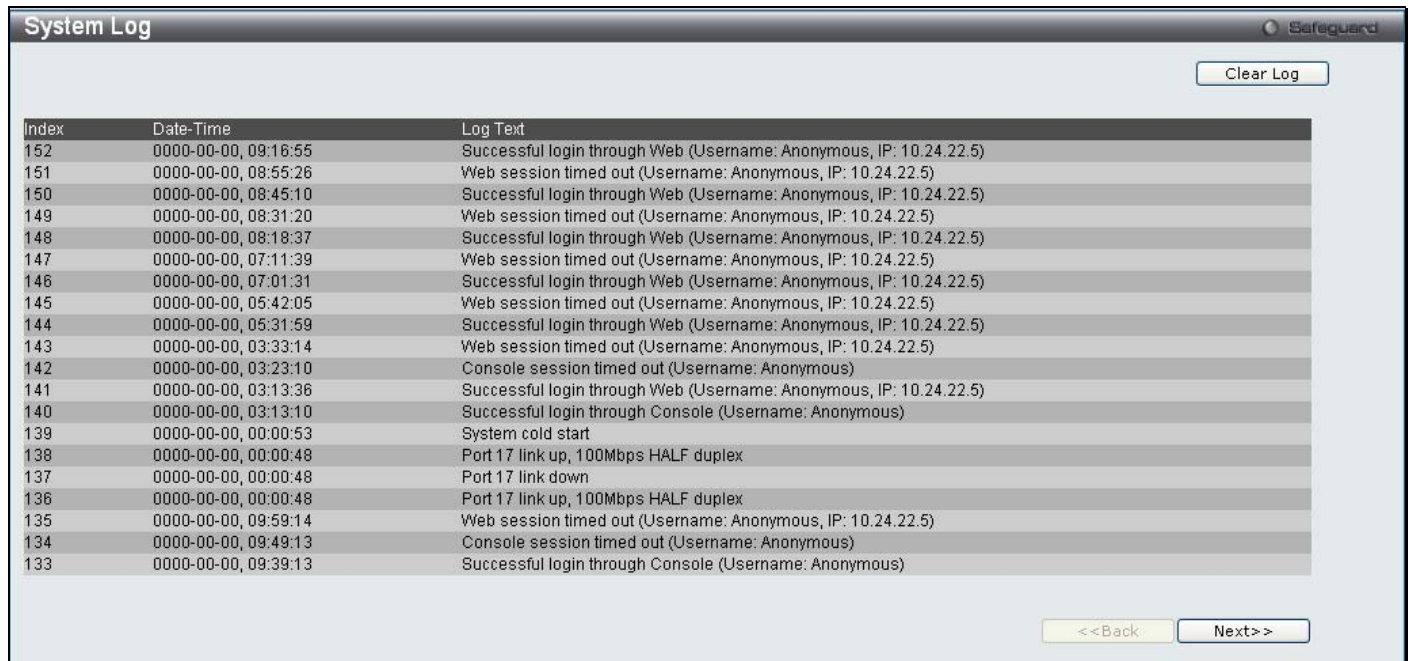 System Log
Safeguard
Clear Log
Index Date-Time Log Text
152 0000-00-00, 09:16:55 Successful login through Web (Username: Anonymous, IP: 10.24.22.5)
151 0000-00-00, 08:55:26 Web session timed out (Username: Anonymous, IP: 10.24.22.5)
150 0000-00-00, 08:45:10 Successful login through Web (Username: Anonymous, IP: 10.24.22.5)
149 0000-00-00, 08:31:20 Web session timed out (Username: Anonymous, IP: 10.24.22.5)
148 0000-00-00, 08:18:37 Successful login through Web (Username: Anonymous, IP: 10.24.22.5)
147 0000-00-00, 07:11:39 Web session timed out (Username: Anonymous, IP: 10.24.22.5)
146 0000-00-00, 07:01:31 Successful login through Web (Username: Anonymous, IP: 10.24.22.5)
145 0000-00-00, 05:42:05 Web session timed out (Username: Anonymous, IP: 10.24.22.5)
144 0000-00-00, 05:31:59 Successful login through Web (Username: Anonymous, IP: 10.24.22.5)
143 0000-00-00, 03:33:14 Web session timed out (Username: Anonymous, IP: 10.24.22.5)
142 0000-00-00, 03:23:10 Console session timed out (Username: Anonymous)
141 0000-00-00, 03:13:36 Successful login through Web (Username: Anonymous, IP: 10.24.22.5)
140 0000-00-00, 03:13:10 Successful login through Console (Username: Anonymous)
139 0000-00-00, 00:00:53 System cold start
138 0000-00-00, 00:00:48 Port 17 link up, 100Mbps HALF duplex
137 0000-00-00, 00:00:48 Port 17 link down
136 0000-00-00, 00:00:48 Port 17 link up, 100Mbps HALF duplex
135 0000-00-00, 09:59:14 Web session timed out (Username: Anonymous, IP: 10.24.22.5)
134 0000-00-00, 09:49:13 Console session timed out (Username: Anonymous)
133 0000-00-00, 09:39:13 Successful login through Console (Username: Anonymous)
<<Back Next>>